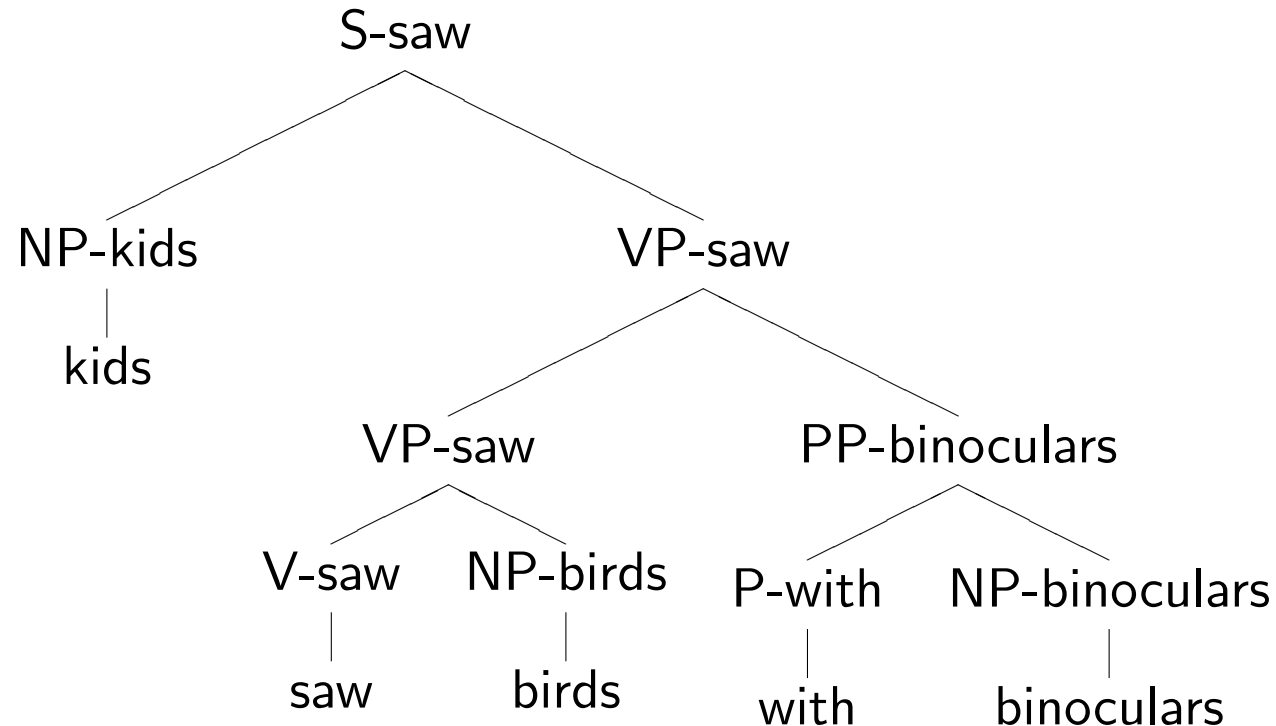 S-saw
NP-kids VP-saw
kids
VP-saw PP-binoculars
V-saw NP-birds P-with NP-binoculars
saw birds with binoculars